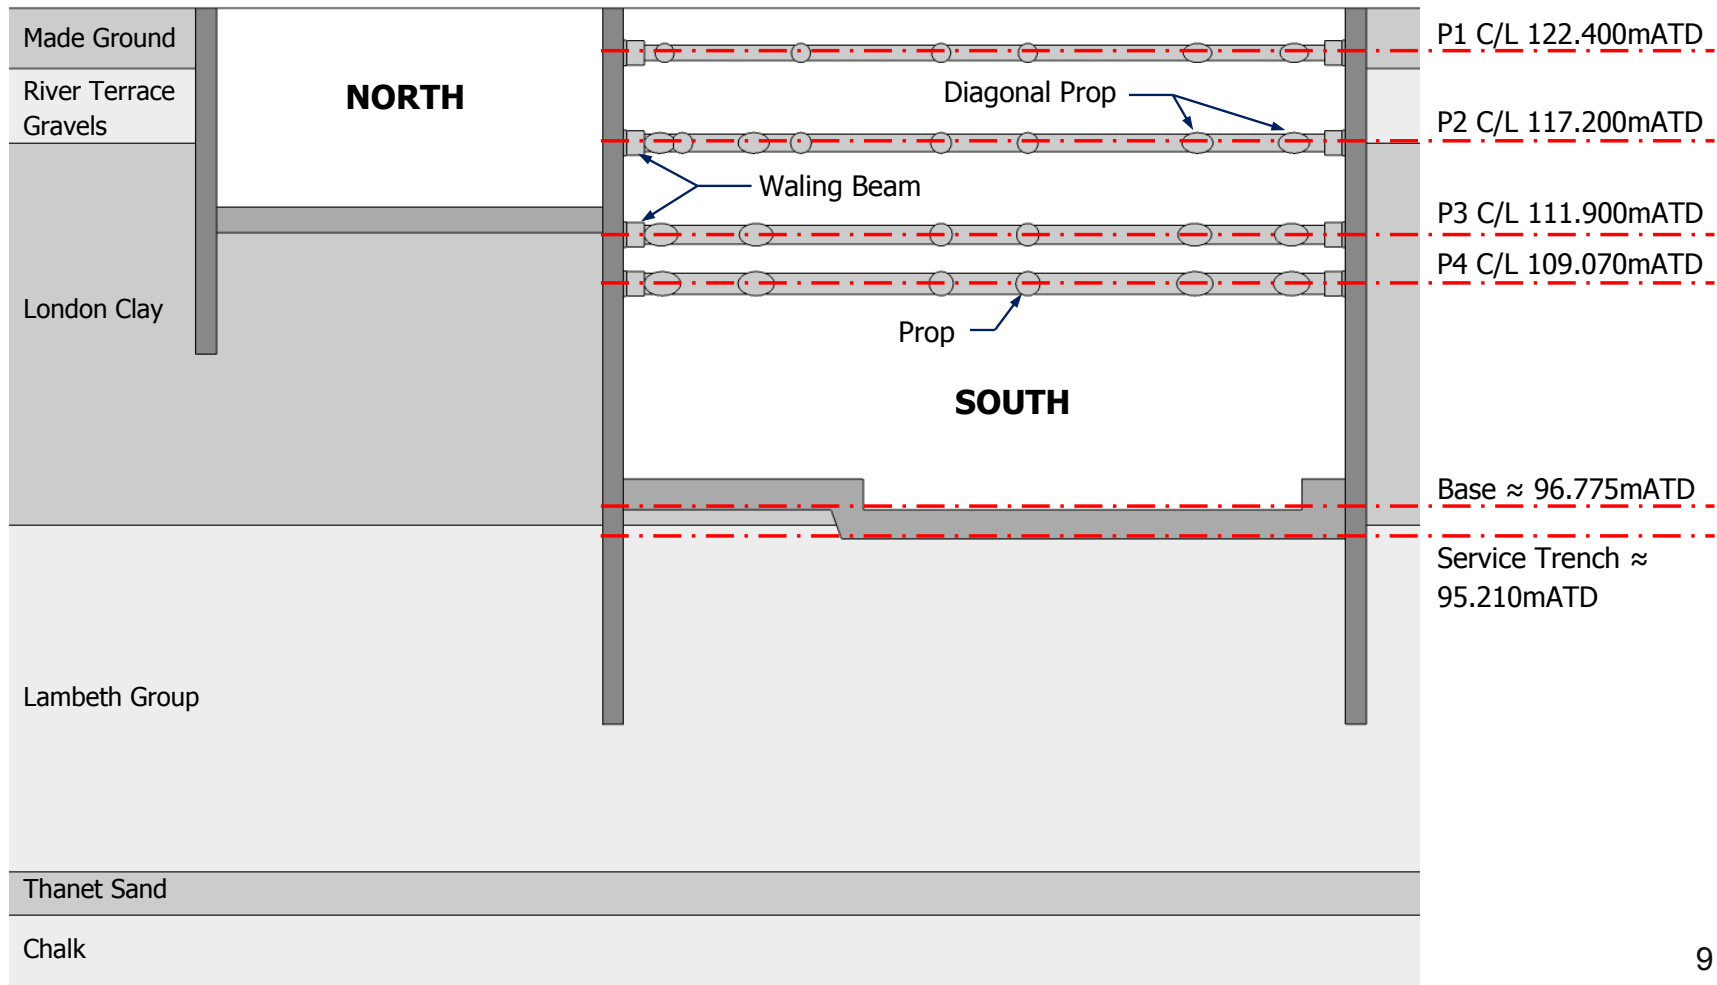 Made Ground
River Terrace
Gravels
London Clay
Lambeth Group
Thanet Sand
Chalk
NORTH
Diagonal Prop
Waling Beam
Prop
SOUTH
P1 C/L 122.400mATD
P2 C/L 117.200mATD
P3 C/L 111.900mATD
P4 C/L 109.070mATD
Base ≈ 96.775mATD
Service Trench ≈
95.210mATD
9